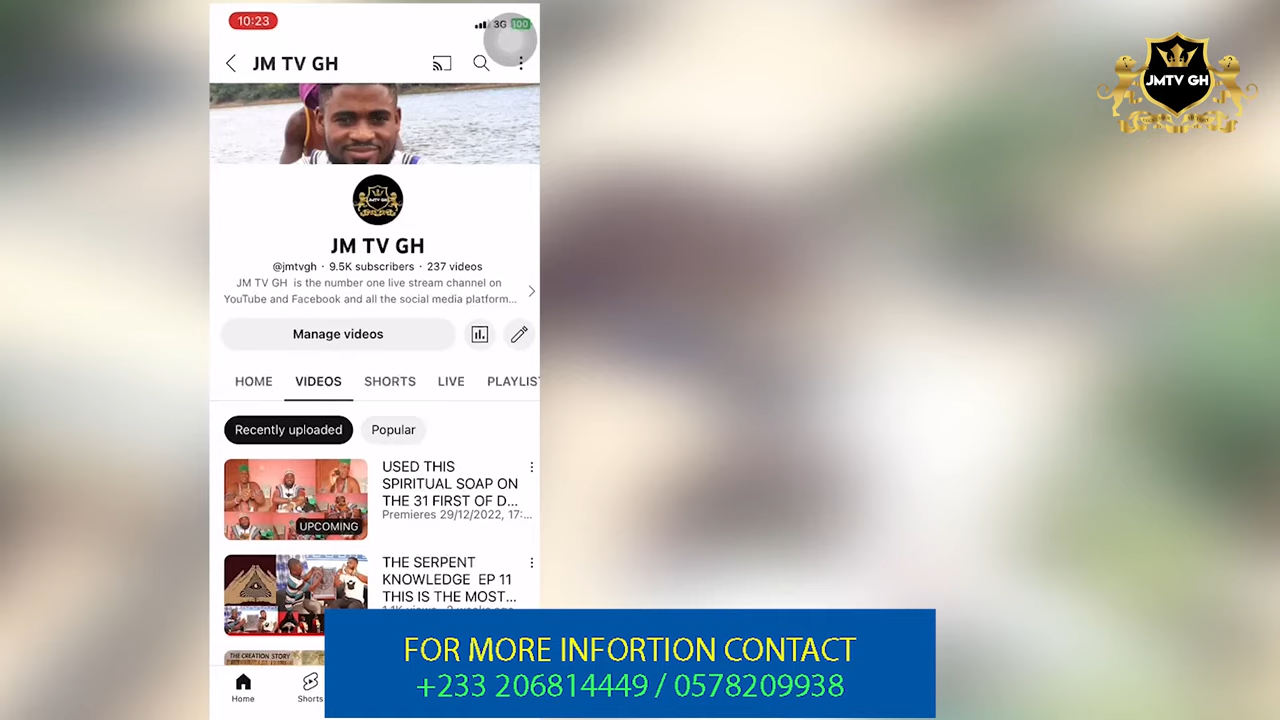 10:23
3G
100
JM TV GH
JMTV GH
JMTV GH
JM TV GH
@jmtvgh · 9.5K subscribers · 237 videos
JM TV GH is the number one live stream channel on
YouTube and Facebook and all the social media platform...
Manage videos
HOME
VIDEOS
SHORTS
LIVE
PLAYLIS
Recently uploaded
Popular
USED THIS
SPIRITUAL SOAP ON
THE 31 FIRST OF D...
Premieres 29/12/2022, 17:...
UPCOMING
THE SERPENT
KNOWLEDGE EP 11
THIS IS THE MOST...
THE CREATION STORY
Home
Shorts
FOR MORE INFORTION CONTACT
+233 206814449 / 0578209938